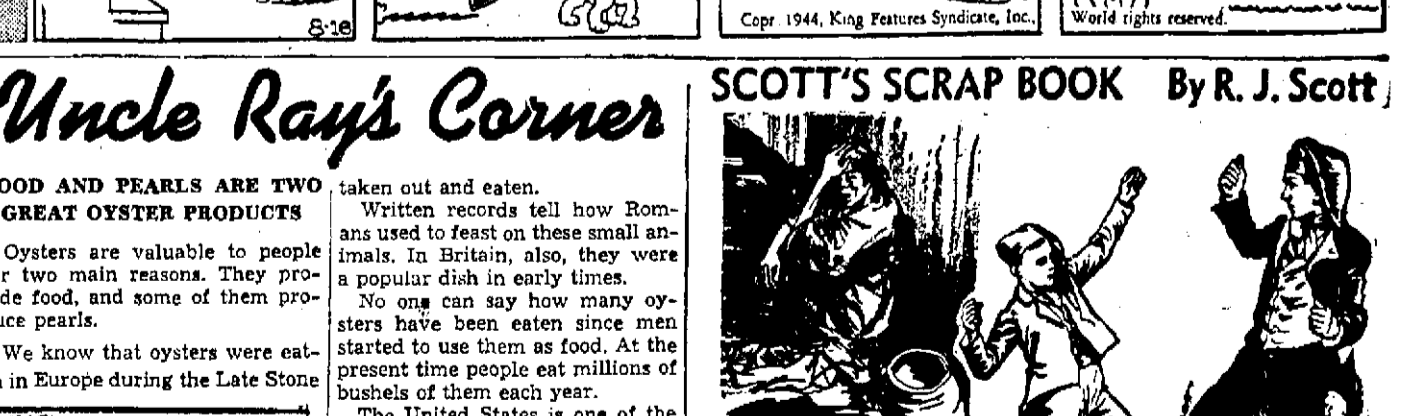 8-18
Copr. 1944, King Features Syndicate, Inc.,
World rights reserved.
Uncle Ray's Corner
OOD AND PEARLS ARE TWO
GREAT OYSTER PRODUCTS
Oysters are valuable to people
r two main reasons. They pro-
de food, and some of them pro-
uce pearls.
We know that oysters were eat-
in Europe during the Late Stone
taken out and eaten.
Written records tell how Rom-
ans used to feast on these small an-
imals. In Britain, also, they were
a popular dish in early times.
No one can say how many oy-
sters have been eaten since men
started to use them as food. At the
present time people eat millions of
bushels of them each year.
The United States is one of the
SCOTT'S SCRAP BOOK By R. J. Scott